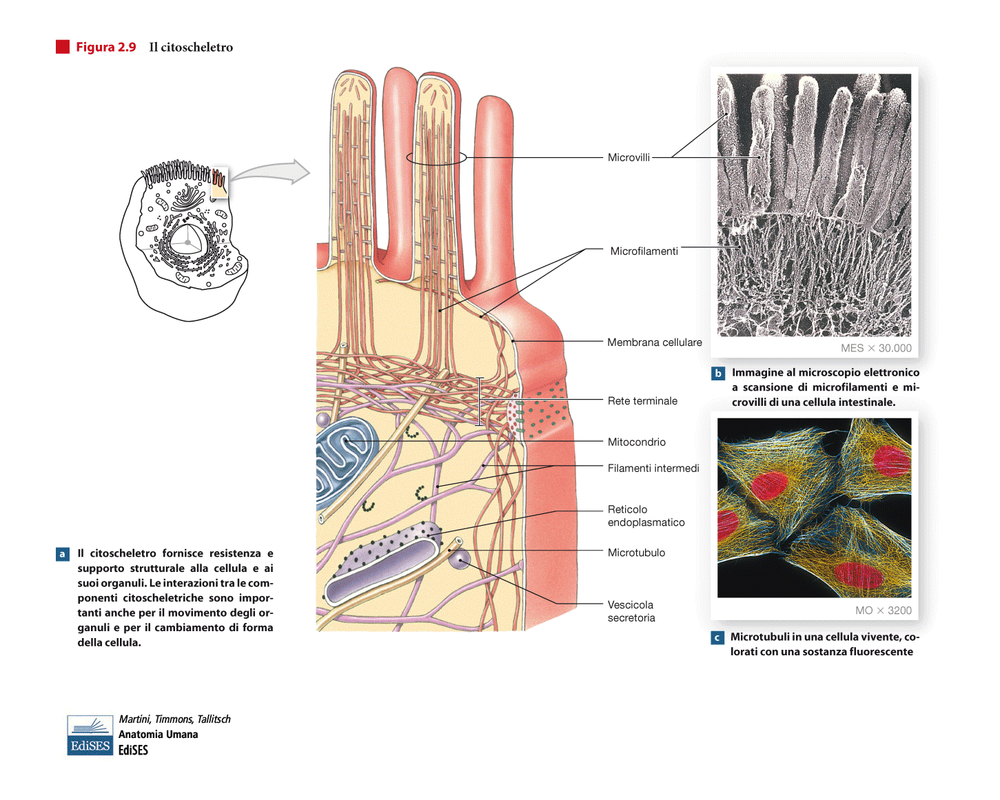 Figura 2.9 Il citoscheletro
Microvilli
Microfilamenti
Membrana cellulare
Rete terminale
Mitocondrio
Filamenti intermedi
Reticolo
endoplasmatico
Microtubulo
Vescicola
secretoria
a Il citoscheletro fornisce resistenza e
supporto strutturale alla cellula e ai
suoi organuli. Le interazioni tra le com-
ponenti citoscheletriche sono impor-
tanti anche per il movimento degli or-
ganuli e per il cambiamento di forma
della cellula.
MES × 30.000
b Immagine al microscopio elettronico
a scansione di microfilamenti e mi-
crovilli di una cellula intestinale.
MO × 3200
c Microtubuli in una cellula vivente, co-
lorati con una sostanza fluorescente
EdiSES
Martini, Timmons, Tallitsch
Anatomia Umana
EdiSES